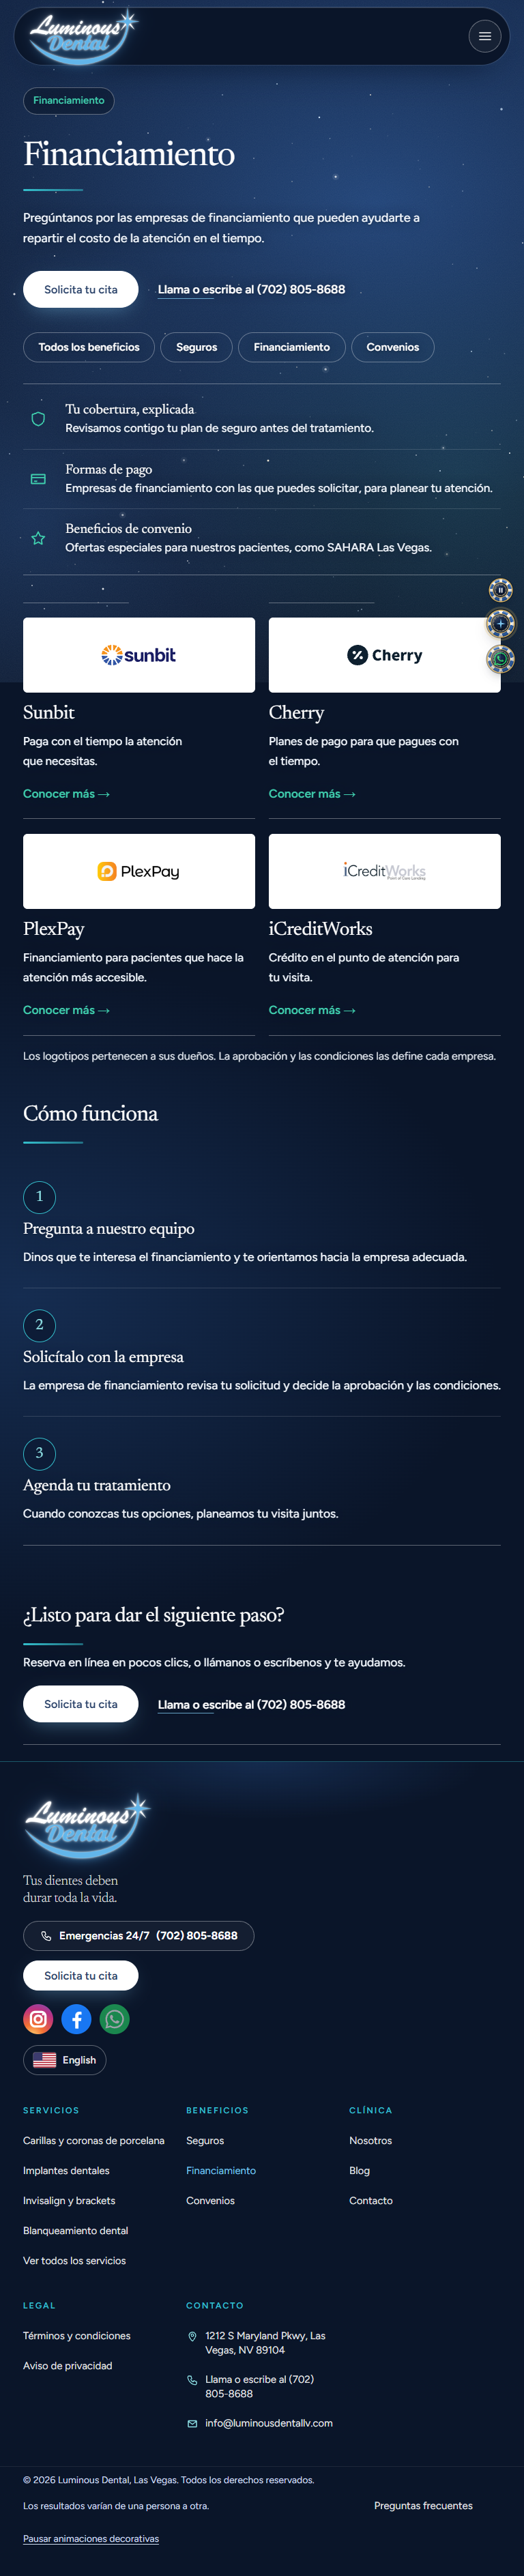 Luminous
Dental
Financiamiento
Financiamiento
Pregúntanos por las empresas de financiamiento que pueden ayudarte a
repartir el costo de la atención en el tiempo.
Solicita tu cita
Llama o escribe al (702) 805-8688
Todos los beneficios
Seguros
Financiamiento
Convenios
Tu cobertura, explicada
Revisamos contigo tu plan de seguro antes del tratamiento.
Formas de pago
Empresas de financiamiento con las que puedes solicitar, para planear tu atención.
Beneficios de convenio
Ofertas especiales para nuestros pacientes, como SAHARA Las Vegas.
sunbit
Cherry
Sunbit
Cherry
Paga con el tiempo la atención
que necesitas.
Planes de pago para que pagues con
el tiempo.
Conocer más →
Conocer más →
PlexPay
iCreditWorks
Point of Care Lending
PlexPay
iCreditWorks
Financiamiento para pacientes que hace la
atención más accesible.
Crédito en el punto de atención para
tu visita.
Conocer más →
Conocer más →
Los logotipos pertenecen a sus dueños. La aprobación y las condiciones las define cada empresa.
Cómo funciona
1
Pregunta a nuestro equipo
Dinos que te interesa el financiamiento y te orientamos hacia la empresa adecuada.
2
Solicítalo con la empresa
La empresa de financiamiento revisa tu solicitud y decide la aprobación y las condiciones.
3
Agenda tu tratamiento
Cuando conozcas tus opciones, planeamos tu visita juntos.
¿Listo para dar el siguiente paso?
Reserva en línea en pocos clics, o llámanos o escríbenos y te ayudamos.
Solicita tu cita
Llama o escribe al (702) 805-8688
Luminous
Dental
Tus dientes deben
durar toda la vida.
Emergencias 24/7 (702) 805-8688
Solicita tu cita
English
SERVICIOS
Carillas y coronas de porcelana
Implantes dentales
Invisalign y brackets
Blanqueamiento dental
Ver todos los servicios
BENEFICIOS
Seguros
Financiamiento
Convenios
CLÍNICA
Nosotros
Blog
Contacto
LEGAL
Términos y condiciones
Aviso de privacidad
CONTACTO
1212 S Maryland Pkwy, Las
Vegas, NV 89104
Llama o escribe al (702)
805-8688
info@luminousdentallv.com
© 2026 Luminous Dental, Las Vegas. Todos los derechos reservados.
Los resultados varían de una persona a otra.
Preguntas frecuentes
Pausar animaciones decorativas